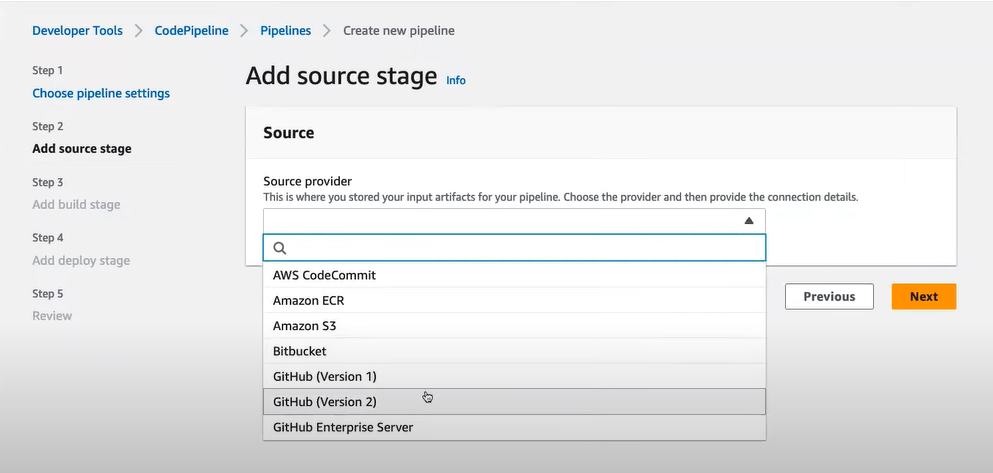 Developer Tools > CodePipeline > Pipelines > Create new pipeline
Step 1
Choose pipeline settings
Step 2
Add source stage
Step 3
Add build stage
Step 4
Add deploy stage
Step 5
Review
Add source stage Info
Source
Source provider
This is where you stored your input artifacts for your pipeline. Choose the provider and then provide the connection details.
AWS CodeCommit
Amazon ECR
Amazon S3
Bitbucket
GitHub (Version 1)
GitHub (Version 2)
GitHub Enterprise Server
Previous Next